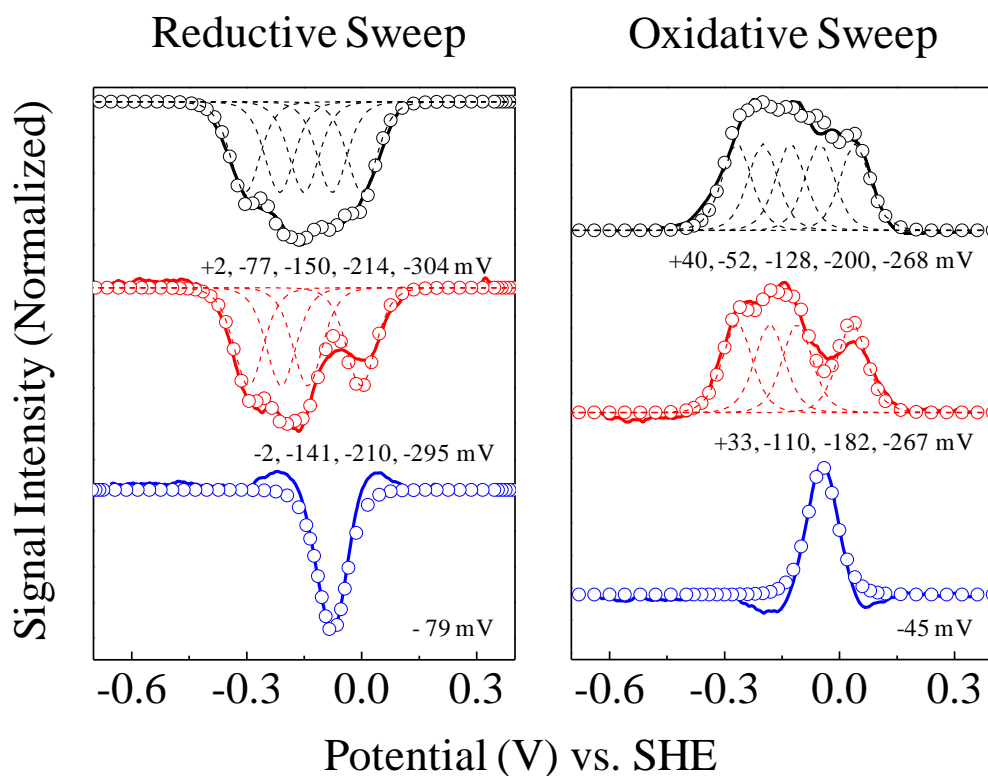 Reductive Sweep
Oxidative Sweep
Signal Intensity (Normalized)
+2, -77, -150, -214, -304 mV
+40, -52, -128, -200, -268 mV
-2, -141, -210, -295 mV
+33, -110, -182, -267 mV
- 79 mV
-45 mV
-0.6 -0.3 0.0 0.3
-0.6 -0.3 0.0 0.3
Potential (V) vs. SHE